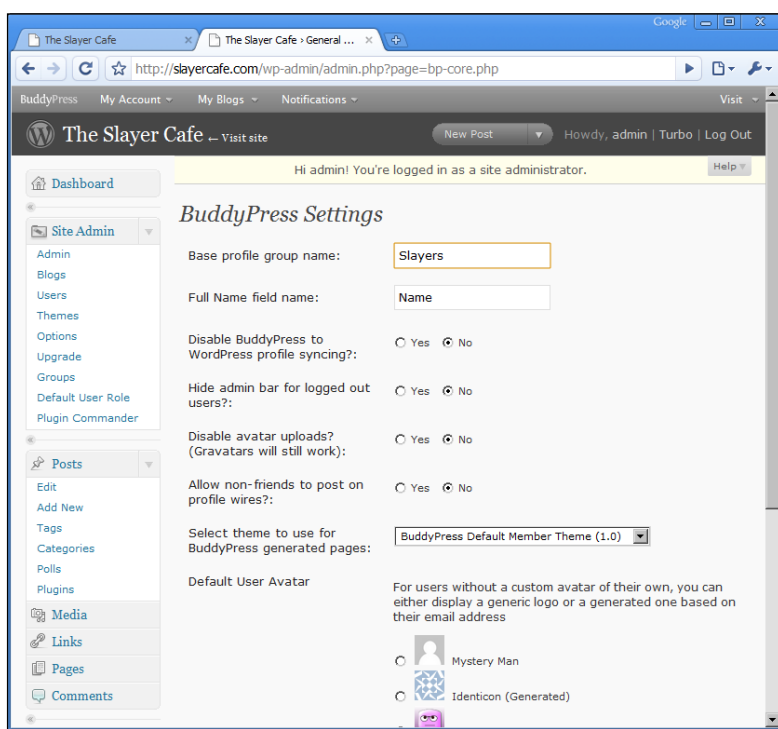 Google
The Slayer Cafe
The Slayer Cafe › General ...
http://slayercafe.com/wp-admin/admin.php?page=bp-core.php
BuddyPress My Account My Blogs Notifications Visit
The Slayer Cafe ← Visit site New Post Howdy, admin | Turbo | Log Out
Hi admin! You're logged in as a site administrator. Help
Dashboard
Site Admin
Admin
Blogs
Users
Themes
Options
Upgrade
Groups
Default User Role
Plugin Commander
Posts
Edit
Add New
Tags
Categories
Polls
Plugins
Media
Links
Pages
Comments
BuddyPress Settings
Base profile group name: Slayers
Full Name field name: Name
Disable BuddyPress to
WordPress profile syncing?: Yes No
Hide admin bar for logged out
users?: Yes No
Disable avatar uploads?
(Gravatars will still work): Yes No
Allow non-friends to post on
profile wires?: Yes No
Select theme to use for
BuddyPress generated pages: BuddyPress Default Member Theme (1.0)
Default User Avatar
For users without a custom avatar of their own, you can
either display a generic logo or a generated one based on
their email address
Mystery Man
Identicon (Generated)